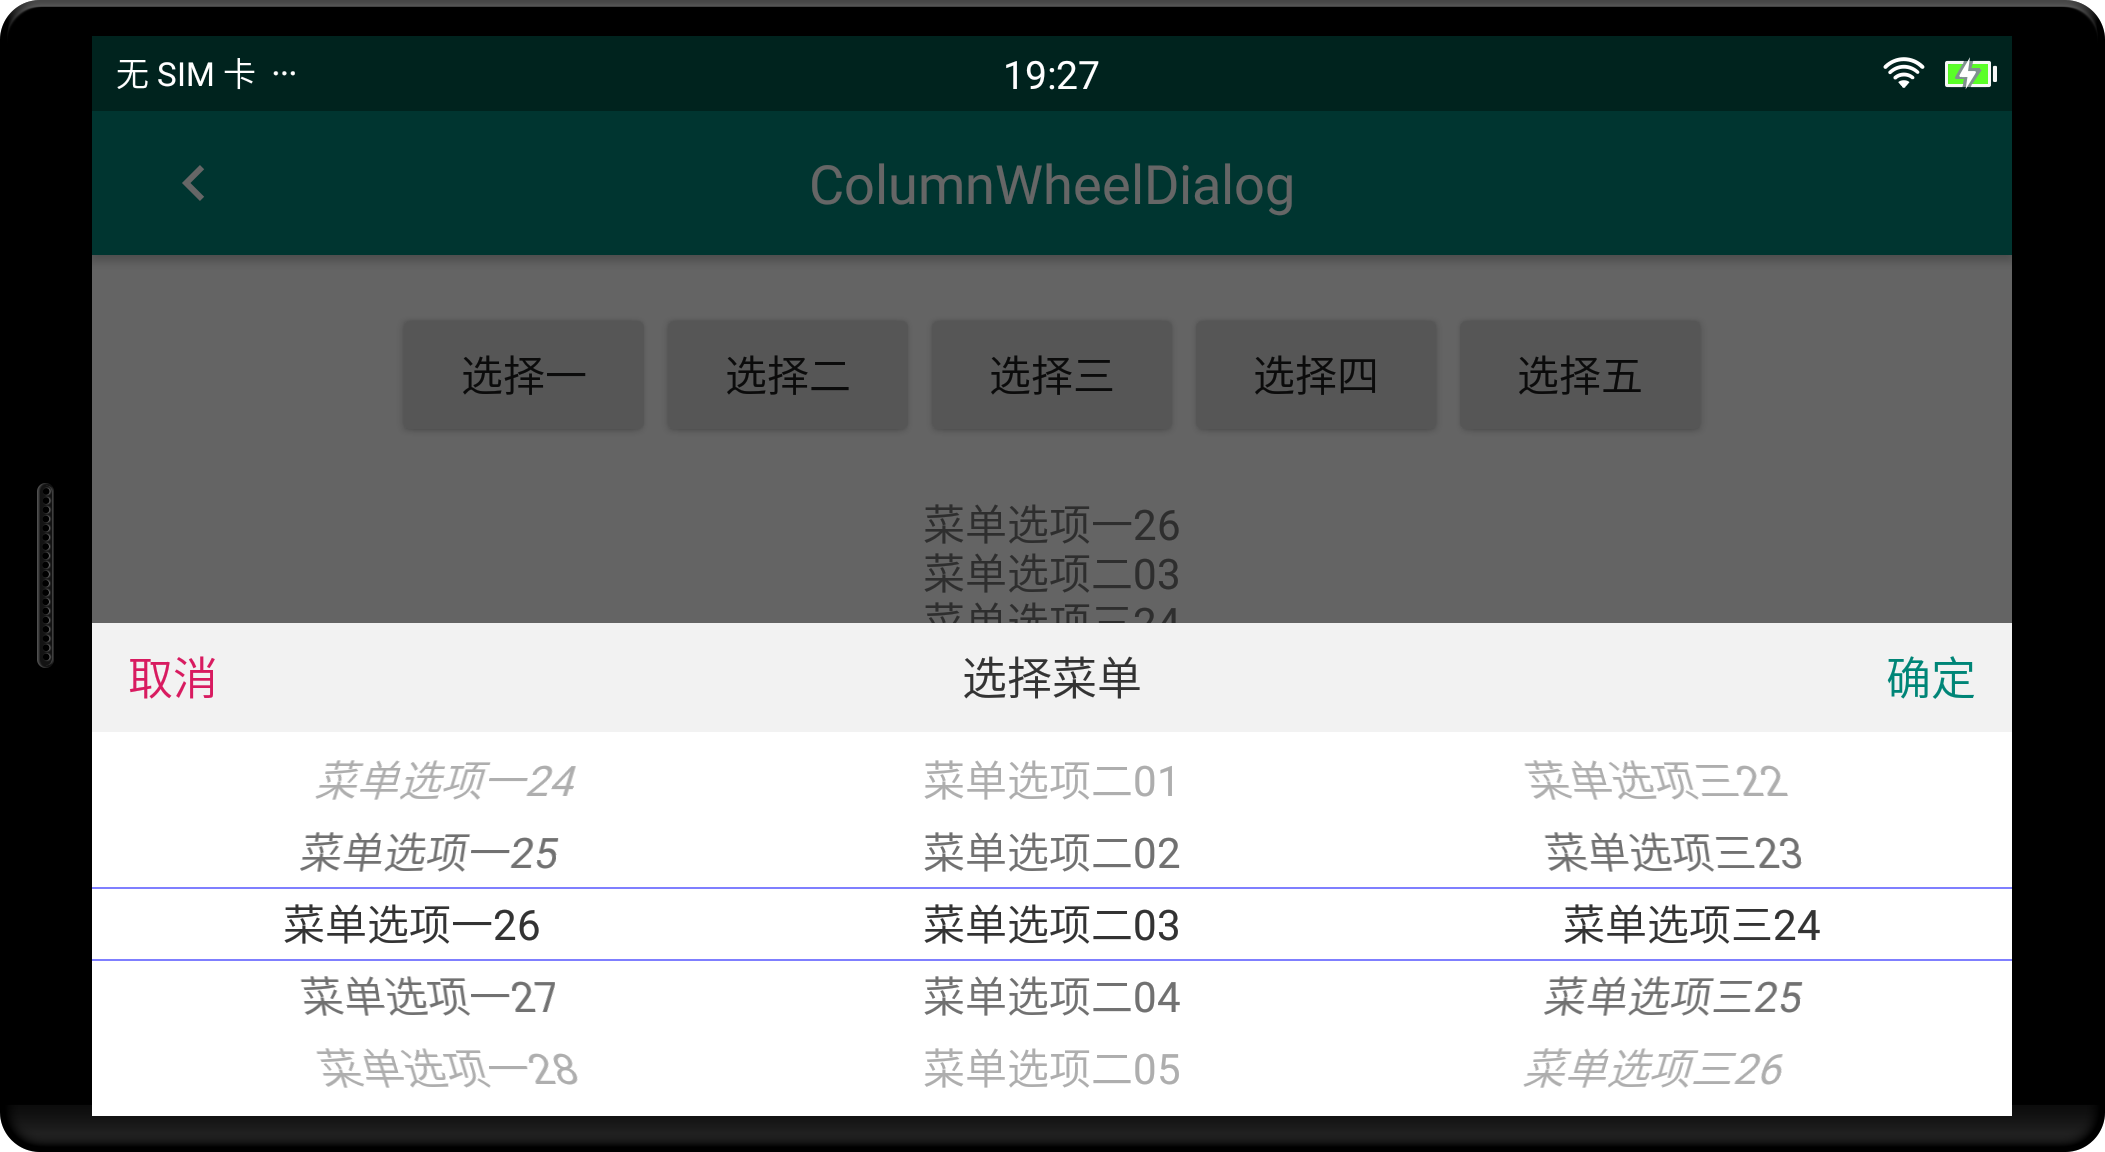 无 SIM 卡 ...
19:27
ColumnWheelDialog
选择一 选择二 选择三 选择四 选择五
菜单选项一26
菜单选项二03
菜单选项三24
取消 选择菜单 确定
菜单选项一24 菜单选项二01 菜单选项三22
菜单选项一25 菜单选项二02 菜单选项三23
菜单选项一26 菜单选项二03 菜单选项三24
菜单选项一27 菜单选项二04 菜单选项三25
菜单选项一28 菜单选项二05 菜单选项三26